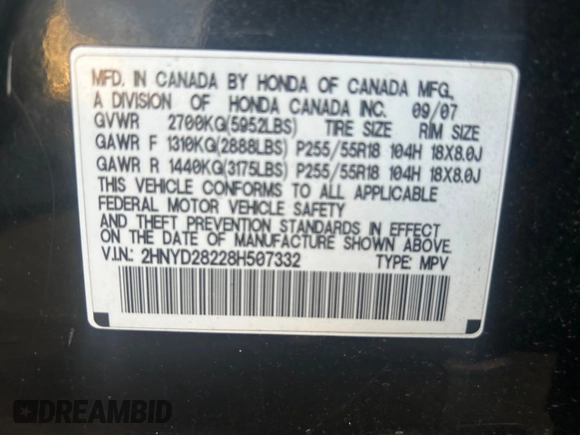 MFD. IN CANADA BY HONDA OF CANADA MFG.,
A DIVISION OF HONDA CANADA INC. 09/07
GVWR 2700KG(5952LBS) TIRE SIZE RIM SIZE
GAWR F 1310KG(2888LBS) P255/55R18 104H 18X8.0J
GAWR R 1440KG(3175LBS) P255/55R18 104H 18X8.0J
THIS VEHICLE CONFORMS TO ALL APPLICABLE
FEDERAL MOTOR VEHICLE SAFETY
AND THEFT PREVENTION STANDARDS IN EFFECT
ON THE DATE OF MANUFACTURE SHOWN ABOVE.
V.I.N.: 2HNYD28228H507332 TYPE: MPV
DREAMBID